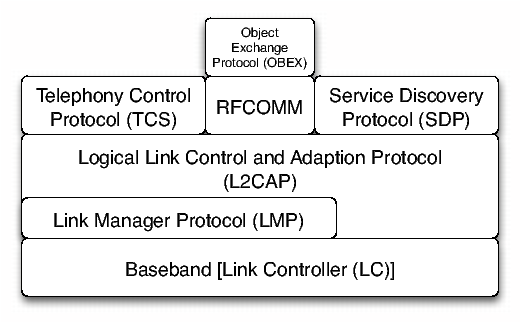 Object
Exchange
Protocol (OBEX)
Telephony Control
Protocol (TCS)
RFCOMM
Service Discovery
Protocol (SDP)
Logical Link Control and Adaption Protocol
(L2CAP)
Link Manager Protocol (LMP)
Baseband [Link Controller (LC)]